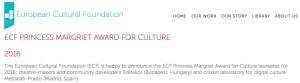 European Cultural Foundation
HOME OUR WORK OUR STORY LIBRARY ABOUT US
ECF PRINCESS MARGRIET AWARD FOR CULTURE
2016
The European Cultural Foundation (ECF) is happy to announce the ECF Princess Margriet Award for Culture laureates for
2016: theatre-makers and community developers Krétakör (Budapest, Hungary) and citizen laboratory for digital culture
Medialab-Prado (Madrid, Spain).